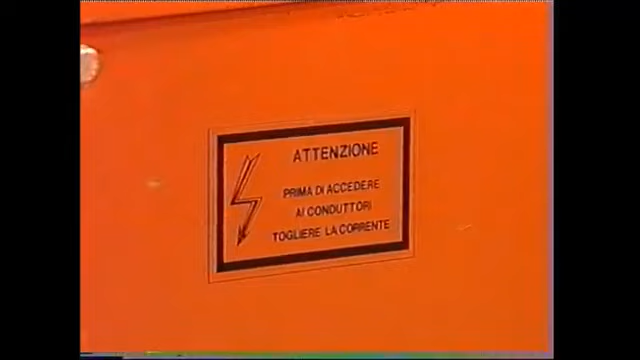 ATTENZIONE
PRIMA DI ACCEDERE
AI CONDUTTORI
TOGLIERE LA CORRENTE